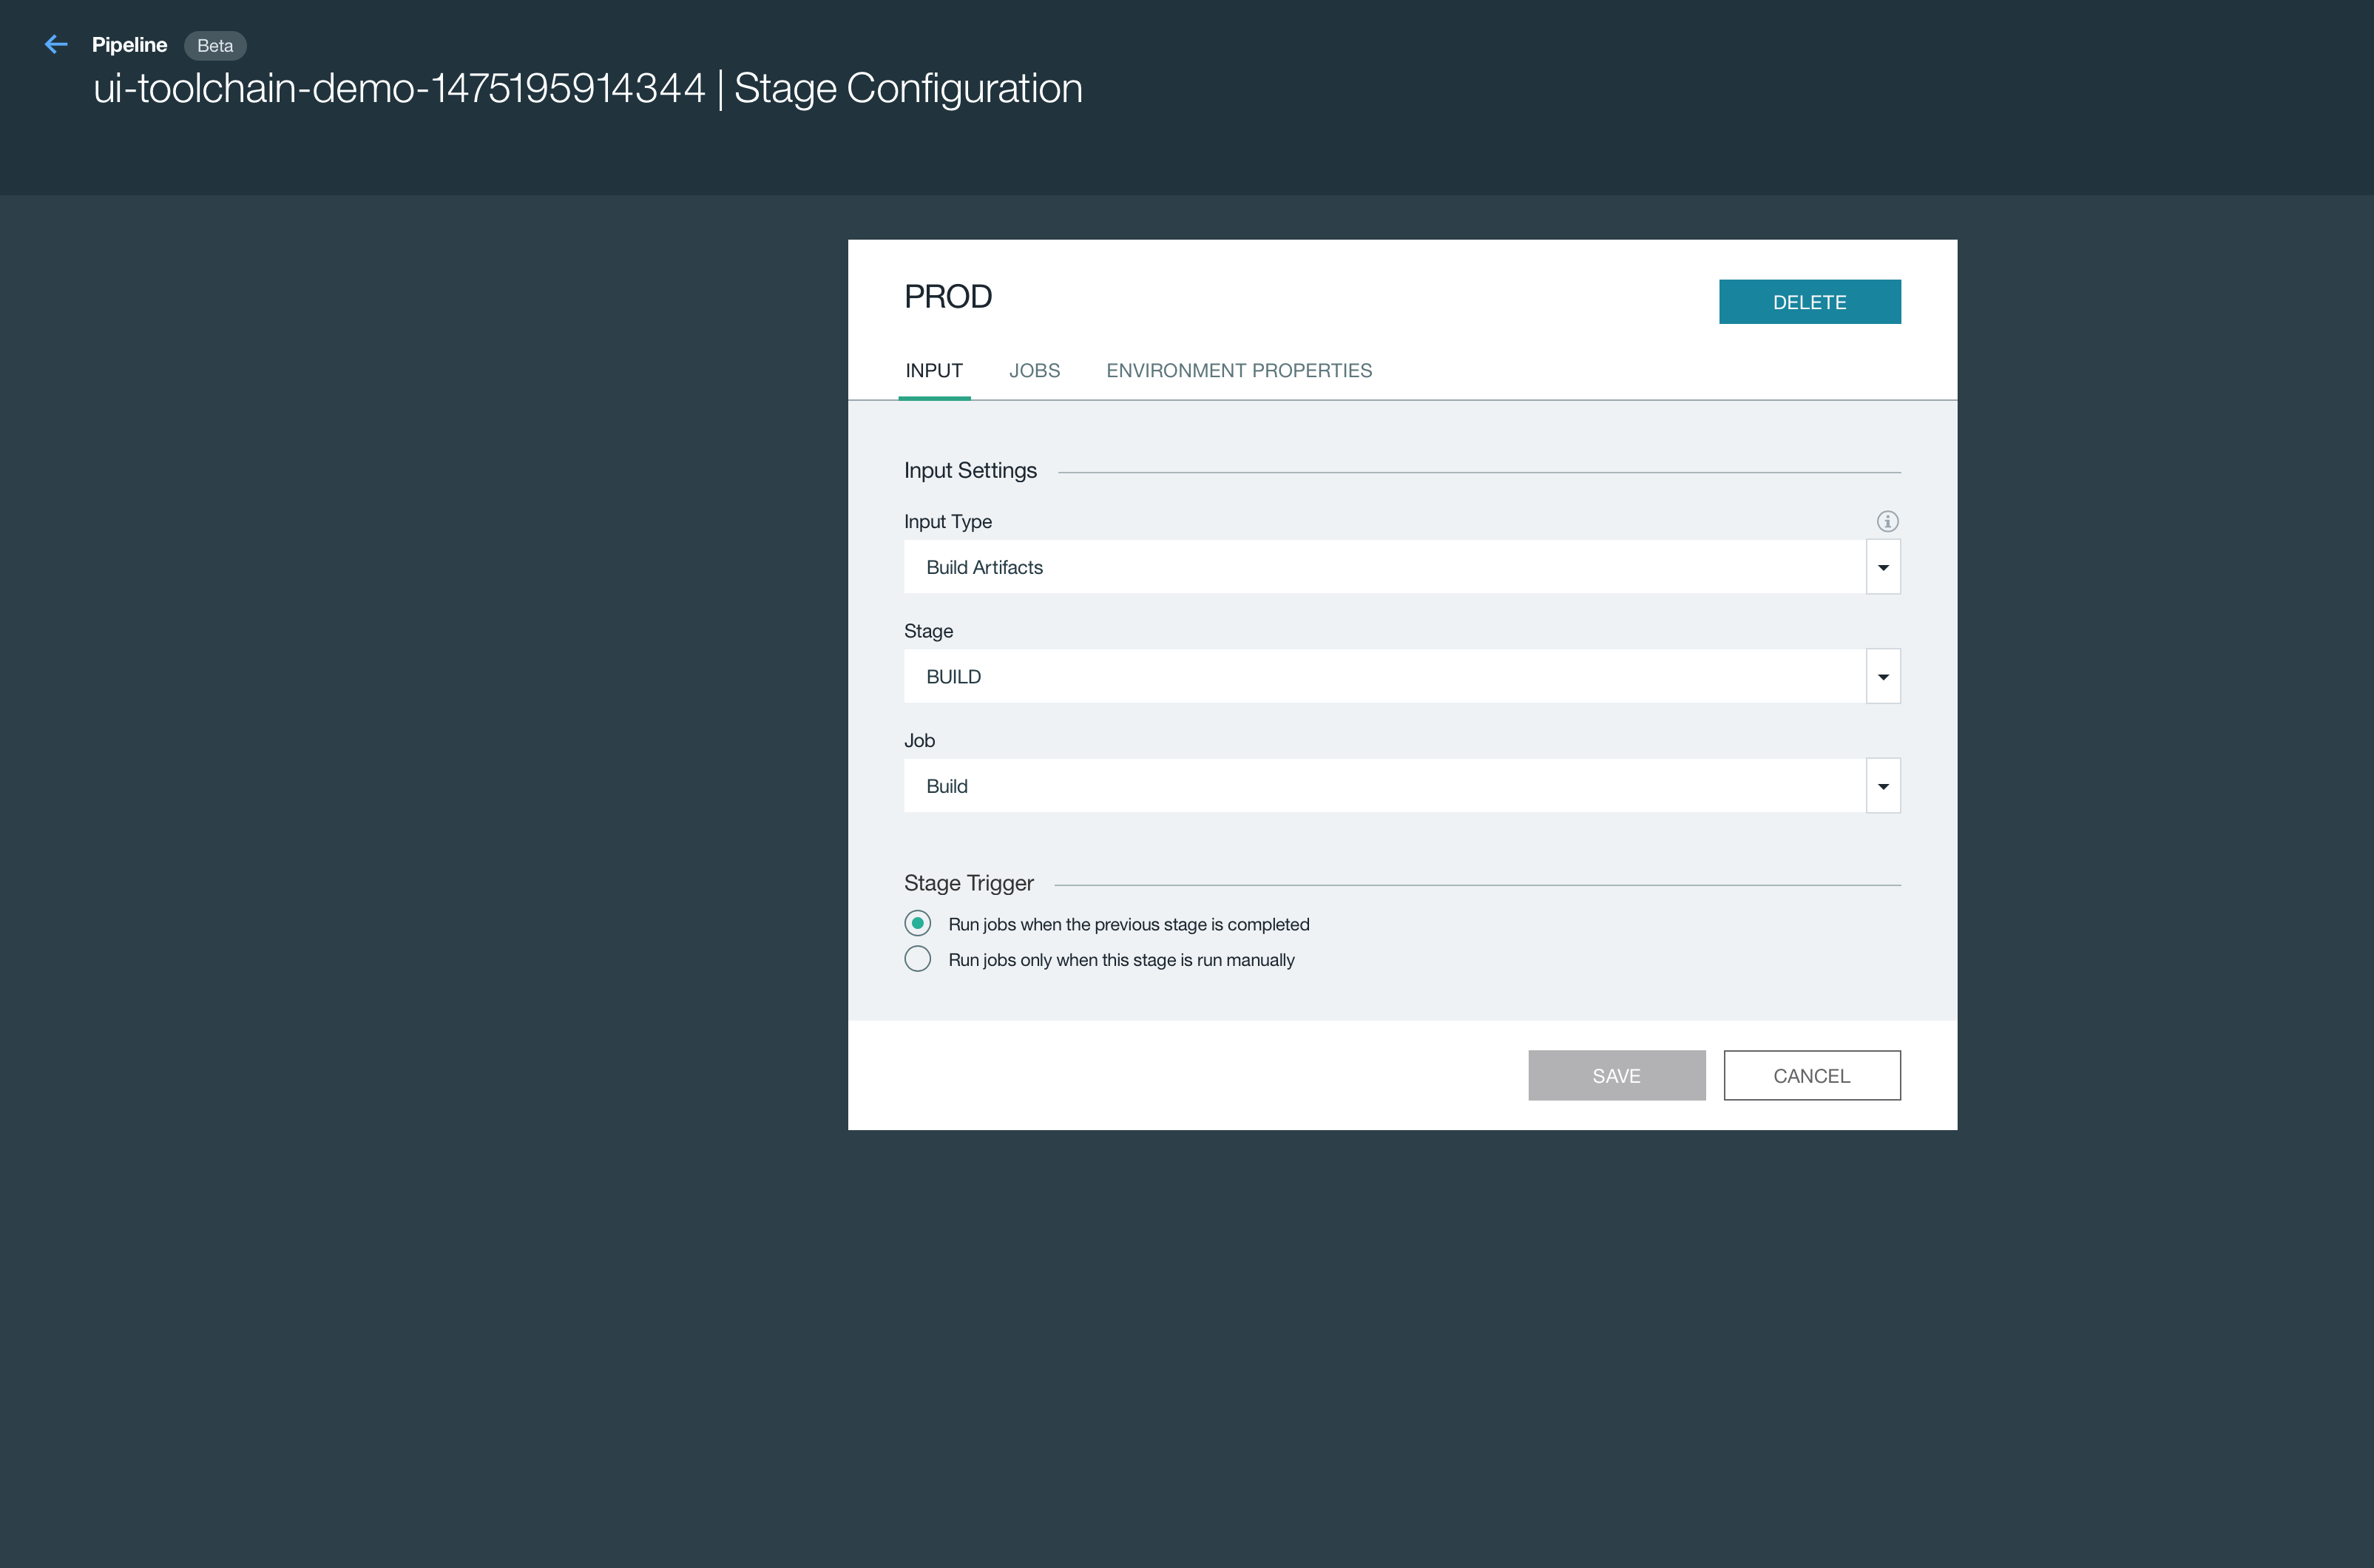 Pipeline Beta
ui-toolchain-demo-1475195914344 | Stage Configuration
PROD
DELETE
INPUT JOBS ENVIRONMENT PROPERTIES
Input Settings
Input Type
Build Artifacts
Stage
BUILD
Job
Build
Stage Trigger
Run jobs when the previous stage is completed
Run jobs only when this stage is run manually
SAVE CANCEL